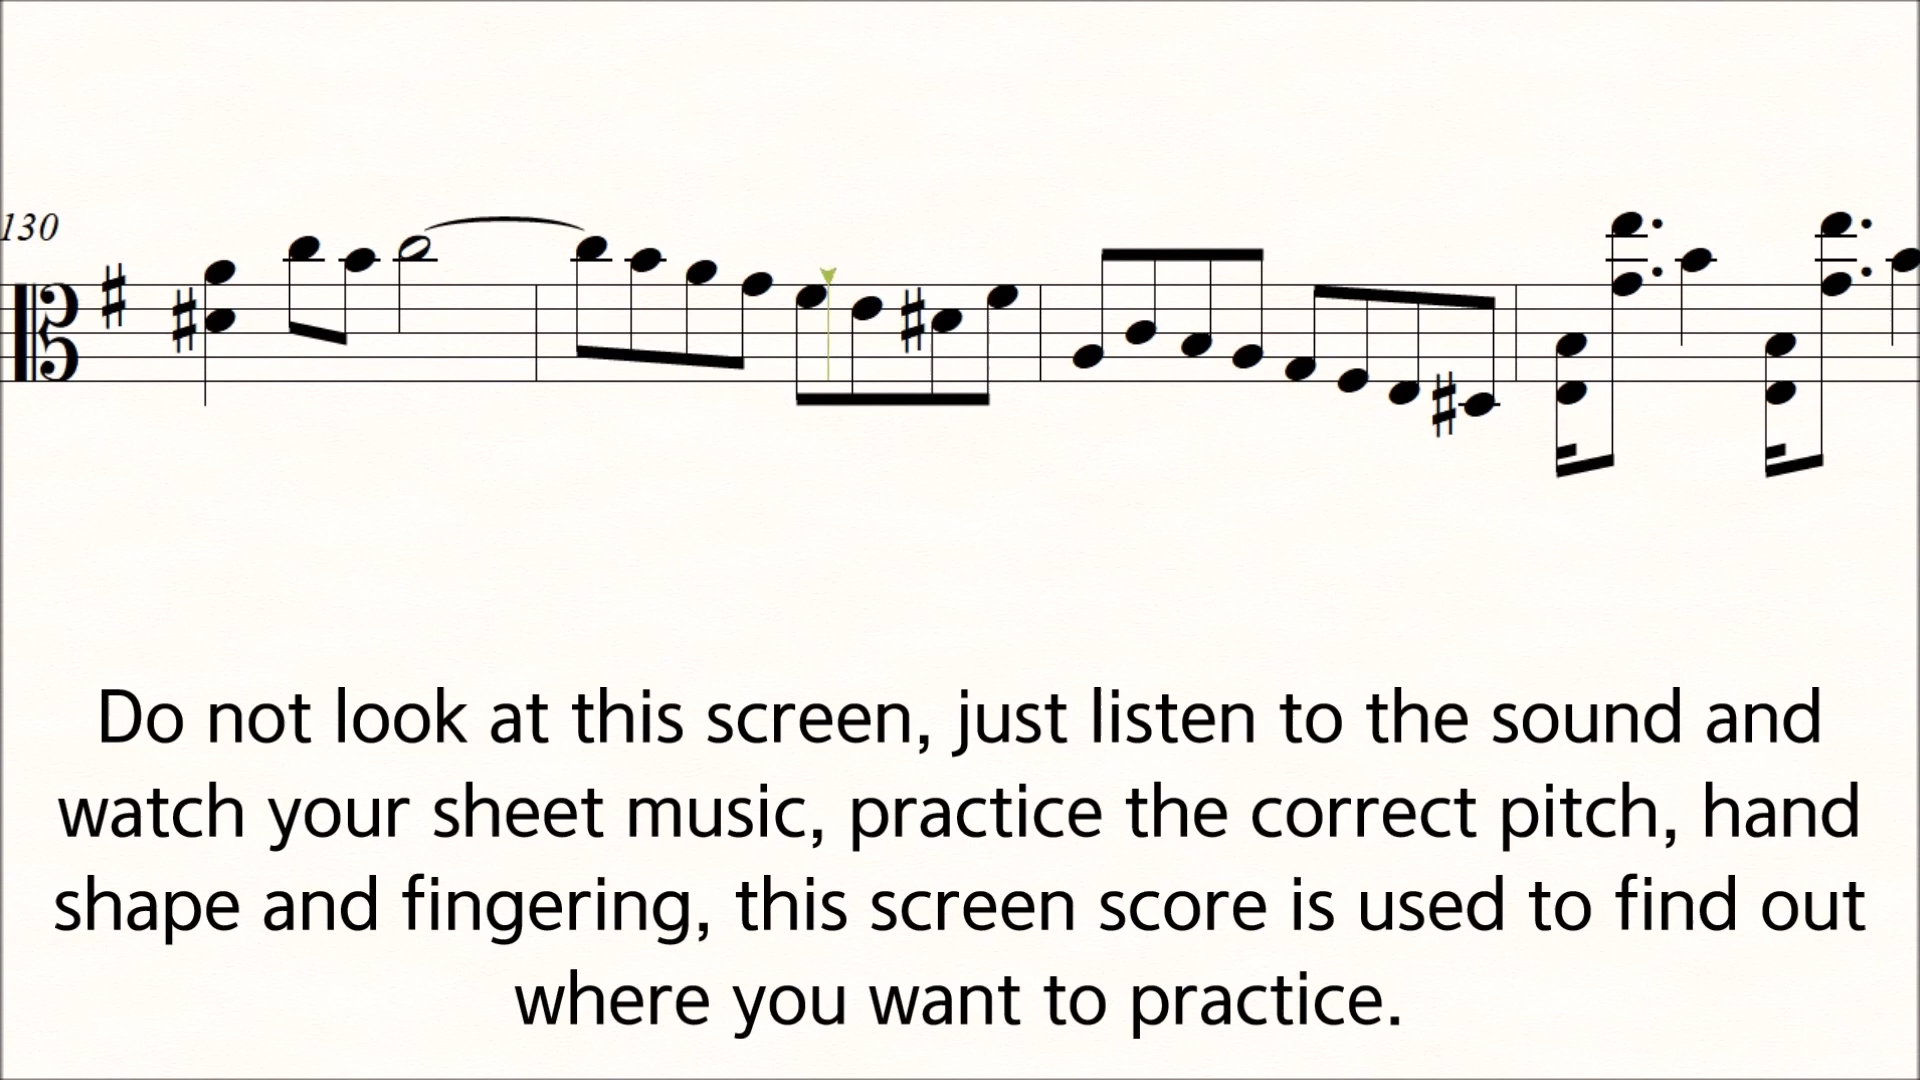 130
Do not look at this screen, just listen to the sound and
watch your sheet music, practice the correct pitch, hand
shape and fingering, this screen score is used to find out
where you want to practice.